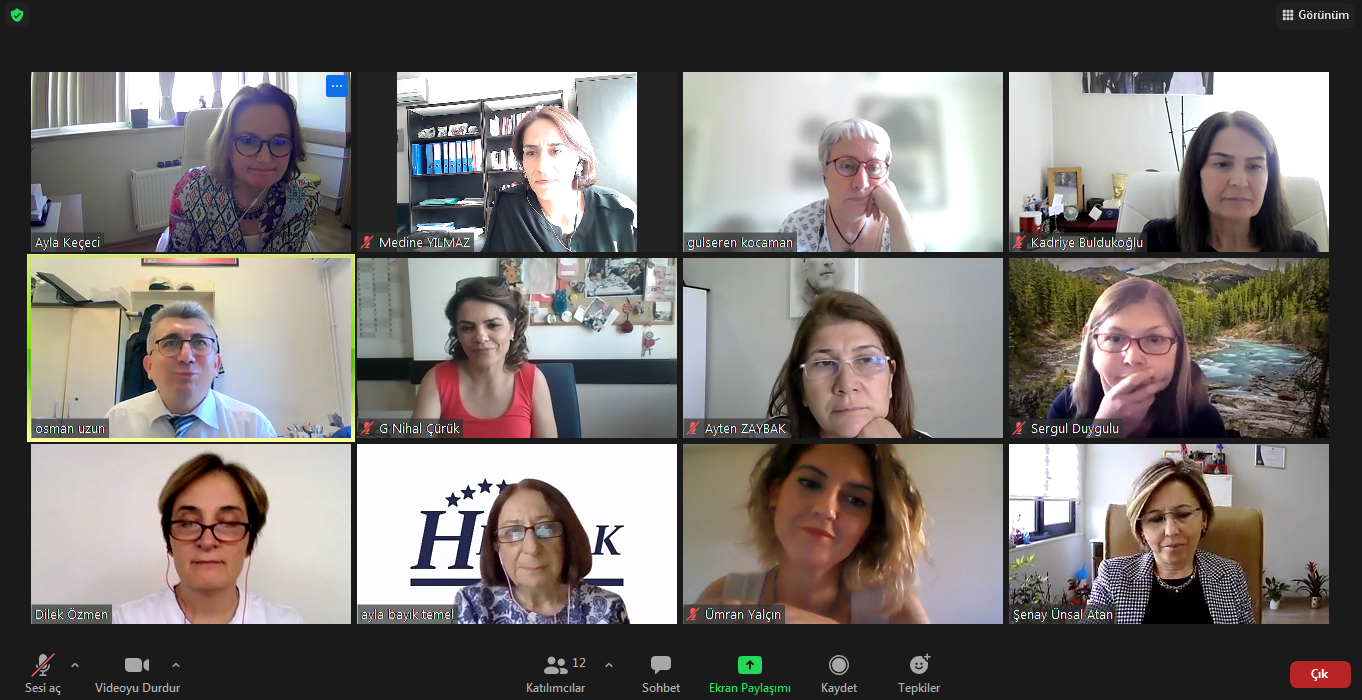 Görünüm
Ayla Keçeci
Medine YILMAZ
gulseren kocaman
Kadriye Buldukoğlu
osman uzun
G Nihal Çürük
Ayten ZAYBAK
Sergul Duygulu
H K
Dilek Özmen
ayla bayık temel
Ümran Yalçın
Şenay Ünsal Atan
Sesi aç
Videoyu Durdur
12
Katılımcılar
Sohbet
Ekran Paylaşımı
Kaydet
Tepkiler
Çık